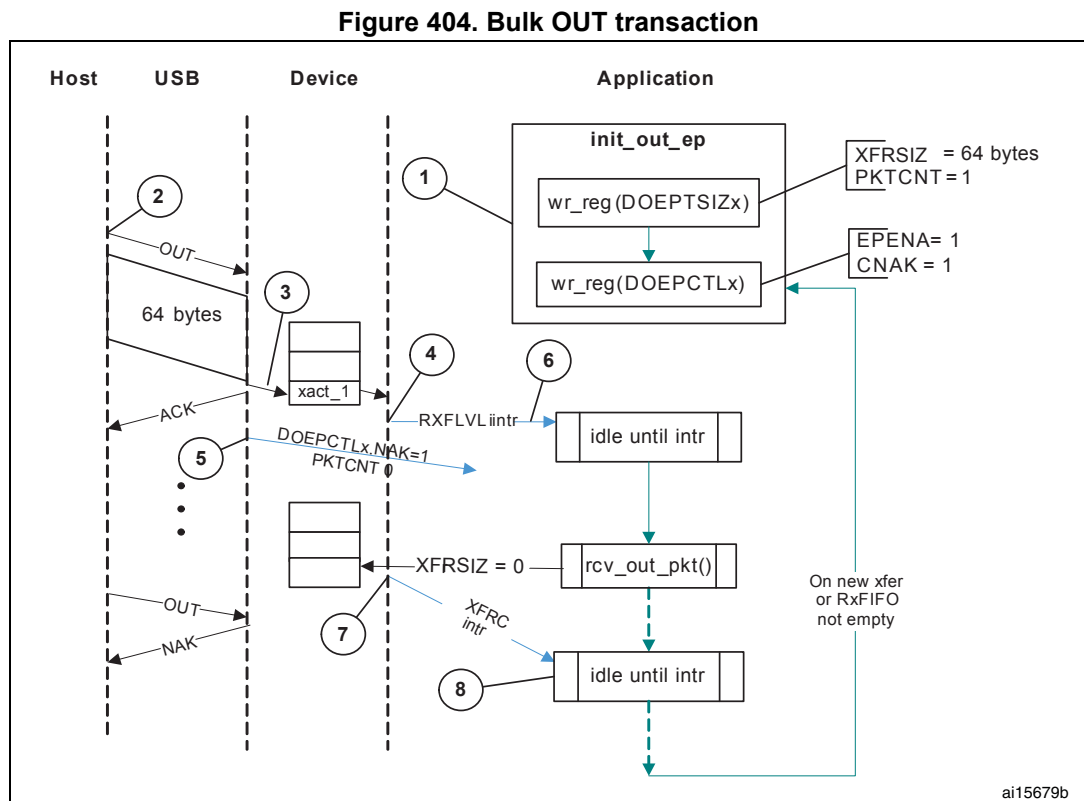 Figure 404. Bulk OUT transaction
Host USB Device Application
init_out_ep
XFRSIZ = 64 bytes
PKTCNT = 1
1
wr_reg(DOEPTSIZx)
2
OUT
EPENA= 1
CNAK = 1
wr_reg(DOEPCTLx)
3
64 bytes
4
6
xact_1
ACK
RXFLVL iintr
idle until intr
DOEPCTLx.NAK=1
PKTCNT 0
5
XFRSIZ = 0
rcv_out_pkt()
On new xfer
or RxFIFO
not empty
OUT
XFRC
intr
7
NAK
idle until intr
8
ai15679b